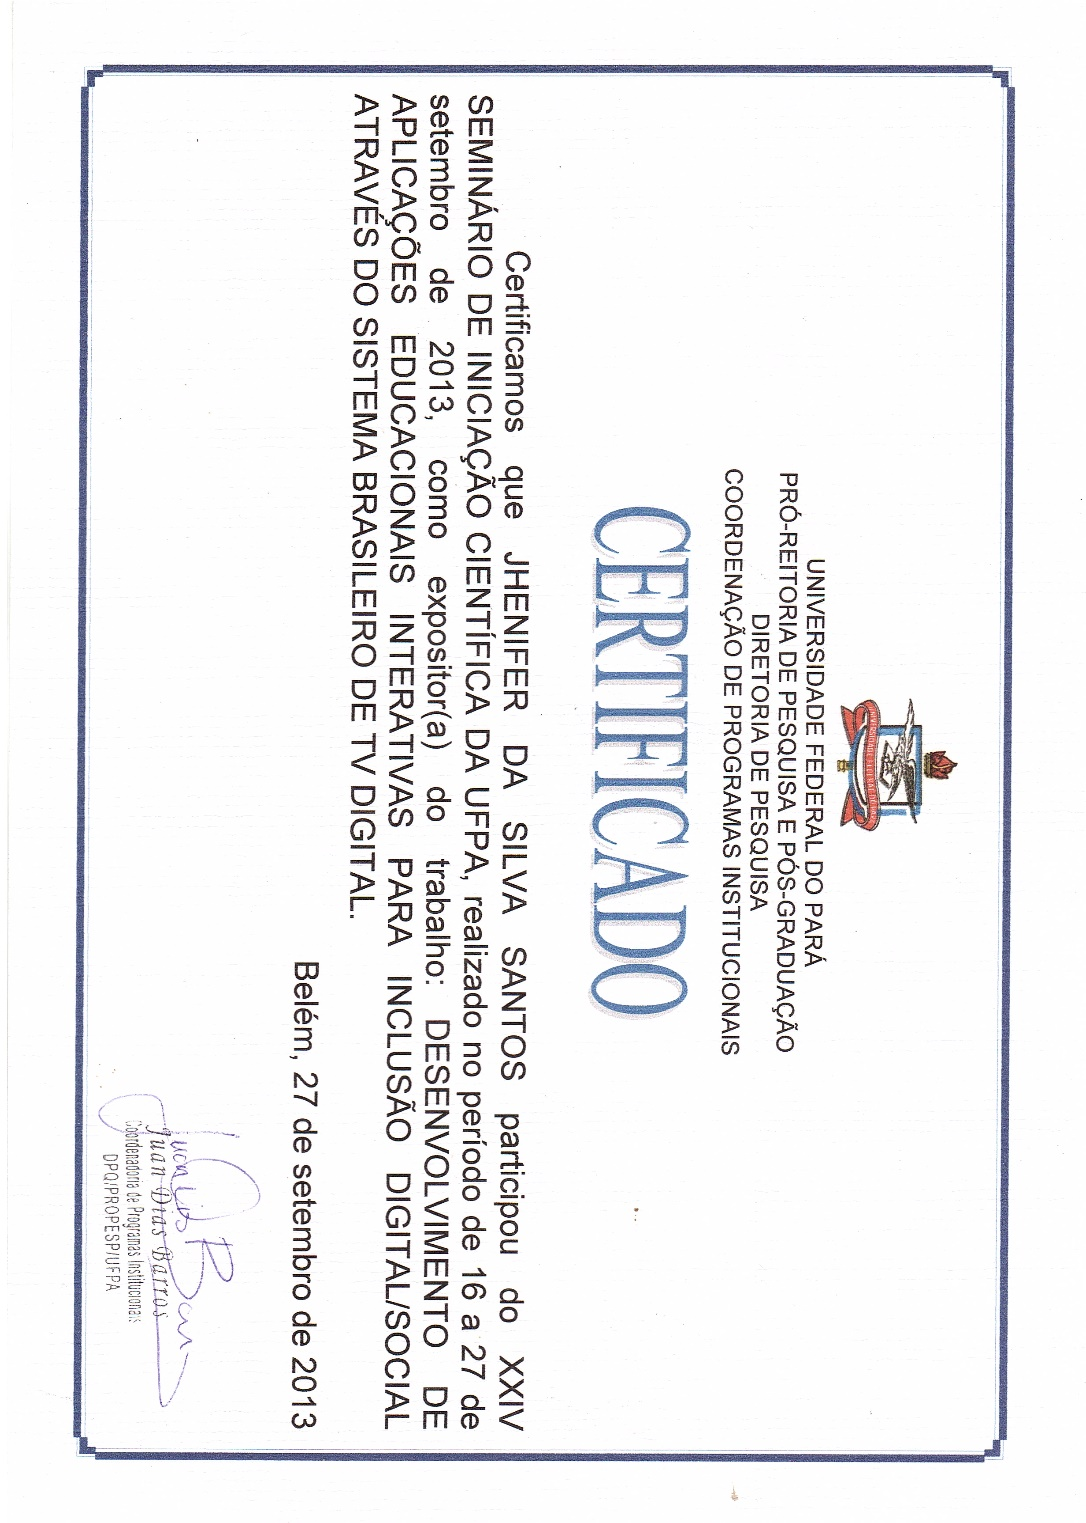 UNIVERSIDADE FEDERAL DO PARÁ
PRÓ-REITORIA DE PESQUISA E PÓS-GRADUAÇÃO
DIRETORIA DE PESQUISA
COORDENAÇÃO DE PROGRAMAS INSTITUCIONAIS
CERTIFICADO
Certificamos que JHENIFER DA SILVA SANTOS participou do XXIV
SEMINÁRIO DE INICIAÇÃO CIENTÍFICA DA UFPA, realizado no período de 16 a 27 de
setembro de 2013, como expositor(a) do trabalho: DESENVOLVIMENTO DE
APLICAÇÕES EDUCACIONAIS INTERATIVAS PARA INCLUSÃO DIGITAL/SOCIAL
ATRAVÉS DO SISTEMA BRASILEIRO DE TV DIGITAL.
Belém, 27 de setembro de 2013
Juan Dias Barros
Coordenadoria de Programas Institucionais
DPQ/PROPESP/UFPA